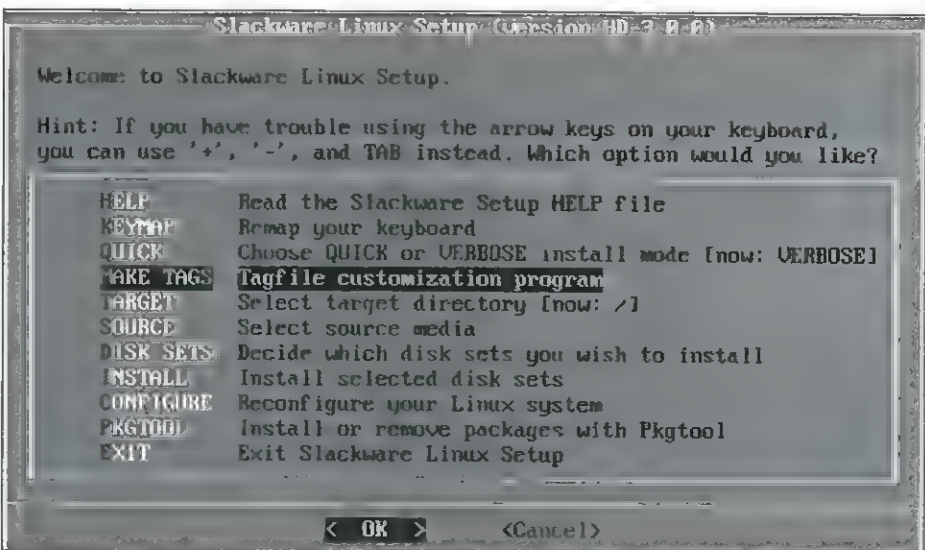 Slackware Linux Setup (version HD-3.0.0)
Welcome to Slackware Linux Setup.
Hint: If you have trouble using the arrow keys on your keyboard,
you can use '+', '-', and TAB instead. Which option would you like?
HELP Read the Slackware Setup HELP file
KEYMAP Remap your keyboard
QUICK Choose QUICK or VERBOSE install mode [now: VERBOSE]
MAKE TAGS Tagfile customization program
TARGET Select target directory [now: /]
SOURCE Select source media
DISK SETS Decide which disk sets you wish to install
INSTALL Install selected disk sets
CONFIGURE Reconfigure your Linux system
PKGTOOL Install or remove packages with Pkgtool
EXIT Exit Slackware Linux Setup
< OK > <Cancel>